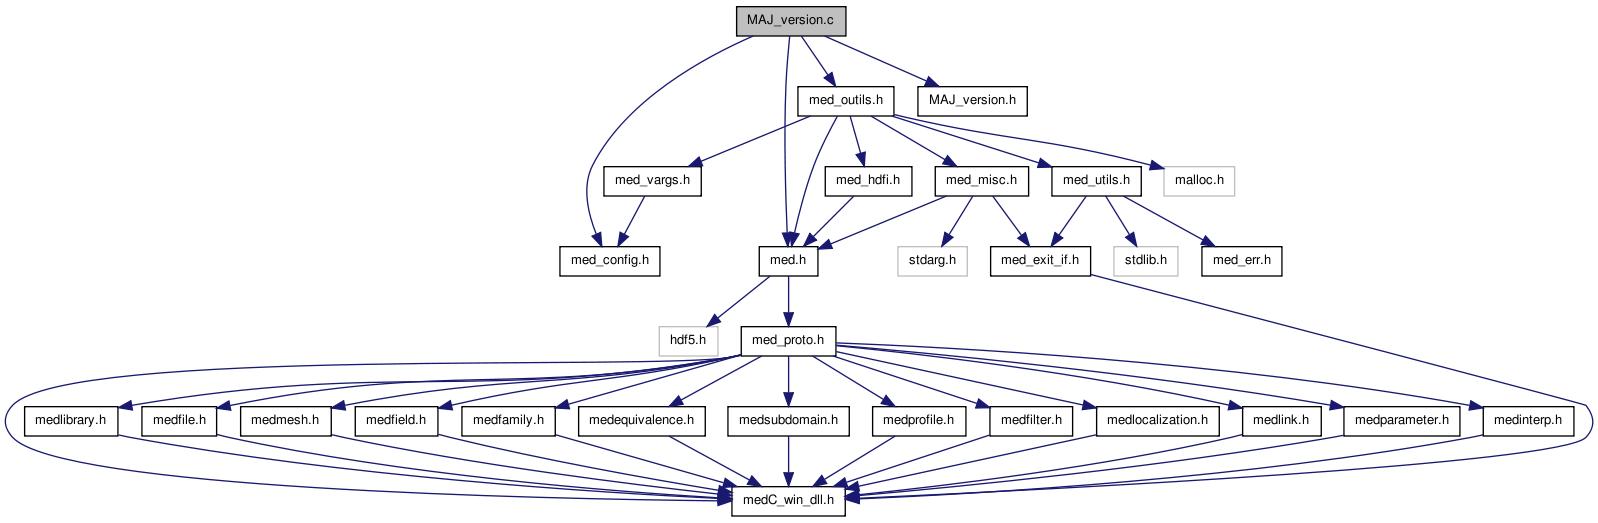 MAJ_version.c
med_outils.h
MAJ_version.h
med_vargs.h
med_hdfi.h
med_misc.h
med_utils.h
malloc.h
med_config.h
med.h
stdarg.h
med_exit_if.h
stdlib.h
med_err.h
hdf5.h
med_proto.h
medlibrary.h
medfile.h
medmesh.h
medfield.h
medfamily.h
medequivalence.h
medsubdomain.h
medprofile.h
medfilter.h
medlocalization.h
medlink.h
medparameter.h
medinterp.h
medC_win_dll.h